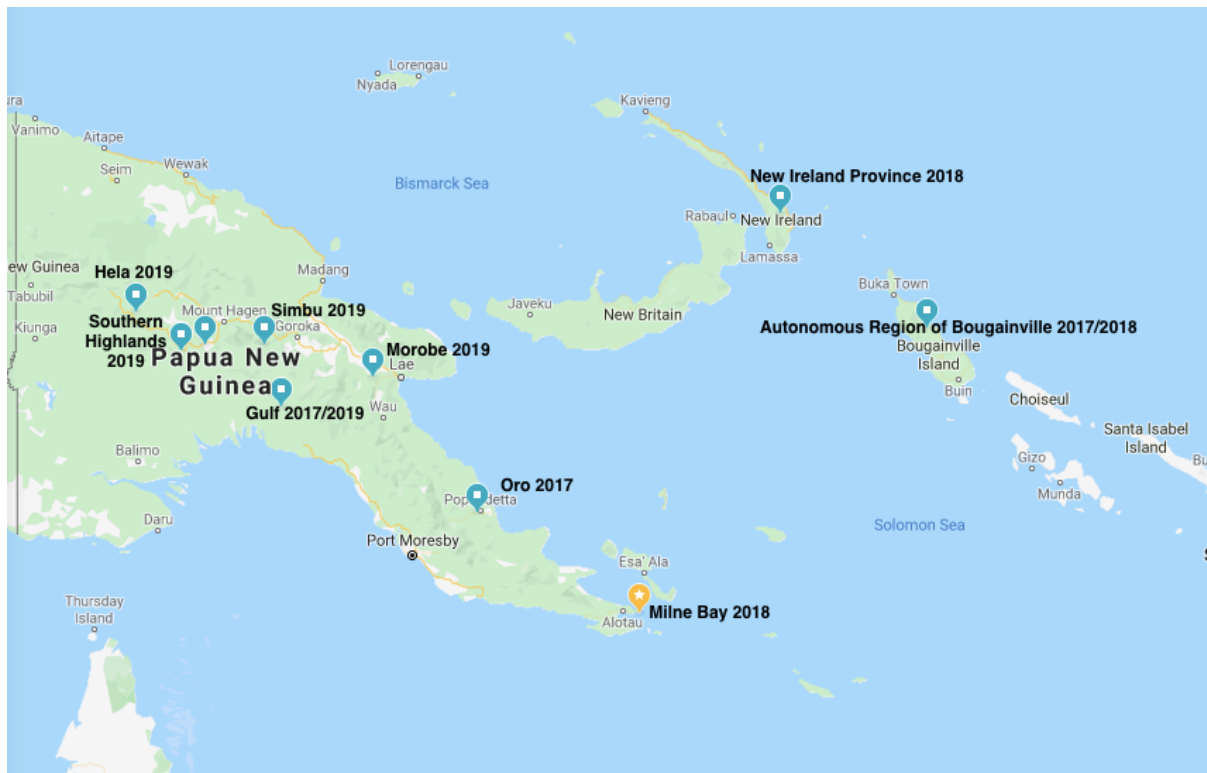 Lorengau
Nyada
ura
Vanimo
Kavieng
Aitape
Seim
Wewak
Bismarck Sea
New Ireland Province 2018
Rabaul
New Ireland
Lamassa
ew Guinea
Hela 2019
Madang
Tabubil
Buka Town
Javeku
New Britain
Mount Hagen
Simbu 2019
Goroka
Kiunga
Southern
Highlands
2019
Autonomous Region of Bougainville 2017/2018
Bougainville
Island
Papua New
Guinea
Morobe 2019
Lae
Buin
Choiseul
Gulf 2017/2019
Wau
Santa Isabel
Island
Balimo
Gizo
Bu
Munda
Oro 2017
Pop detta
Daru
Solomon Sea
Port Moresby
Esa' Ala
S
Thursday
Island
Milne Bay 2018
Alotau